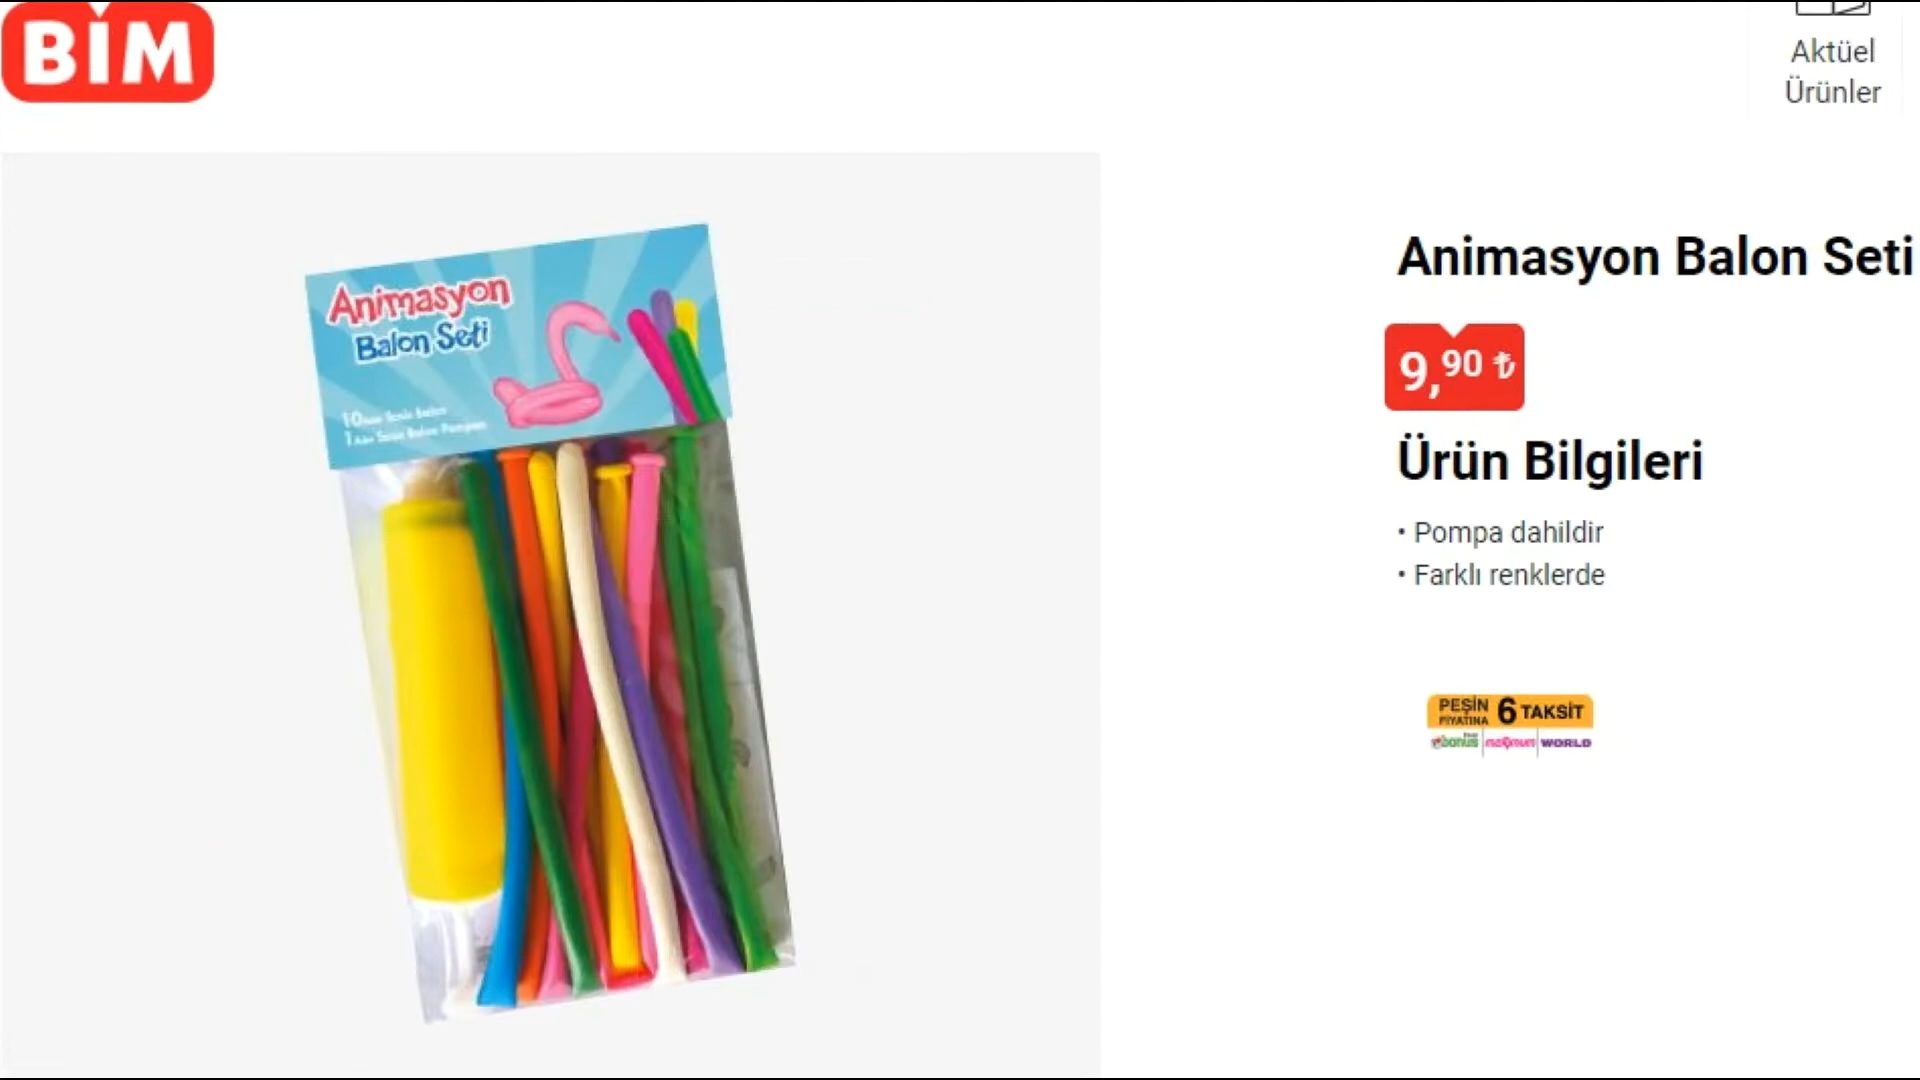 BİM
Aktüel
Ürünler
Animasyon
Balon Seti
Animasyon Balon Seti
9,90 ₺
Ürün Bilgileri
• Pompa dahildir
• Farklı renklerde
PEŞİN
FİYATINA 6 TAKSİT
bonus maximum WORLD